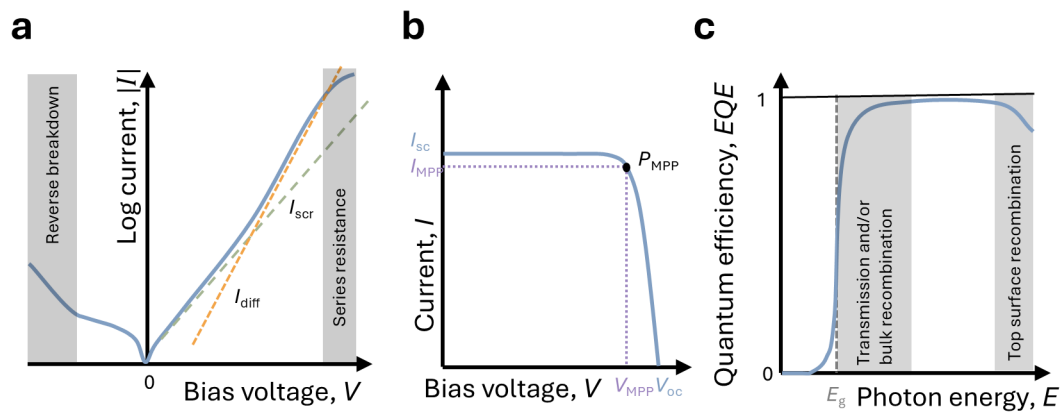 a
Reverse breakdown
Log current, |I|
I_scr
I_diff
Series resistance
0
Bias voltage, V
b
I_sc
I_MPP
P_MPP
Current, I
Bias voltage, V
V_MPP
V_oc
c
Quantum efficiency, EQE
1
0
Transmission and/or
bulk recombination
Top surface recombination
E_g
Photon energy, E